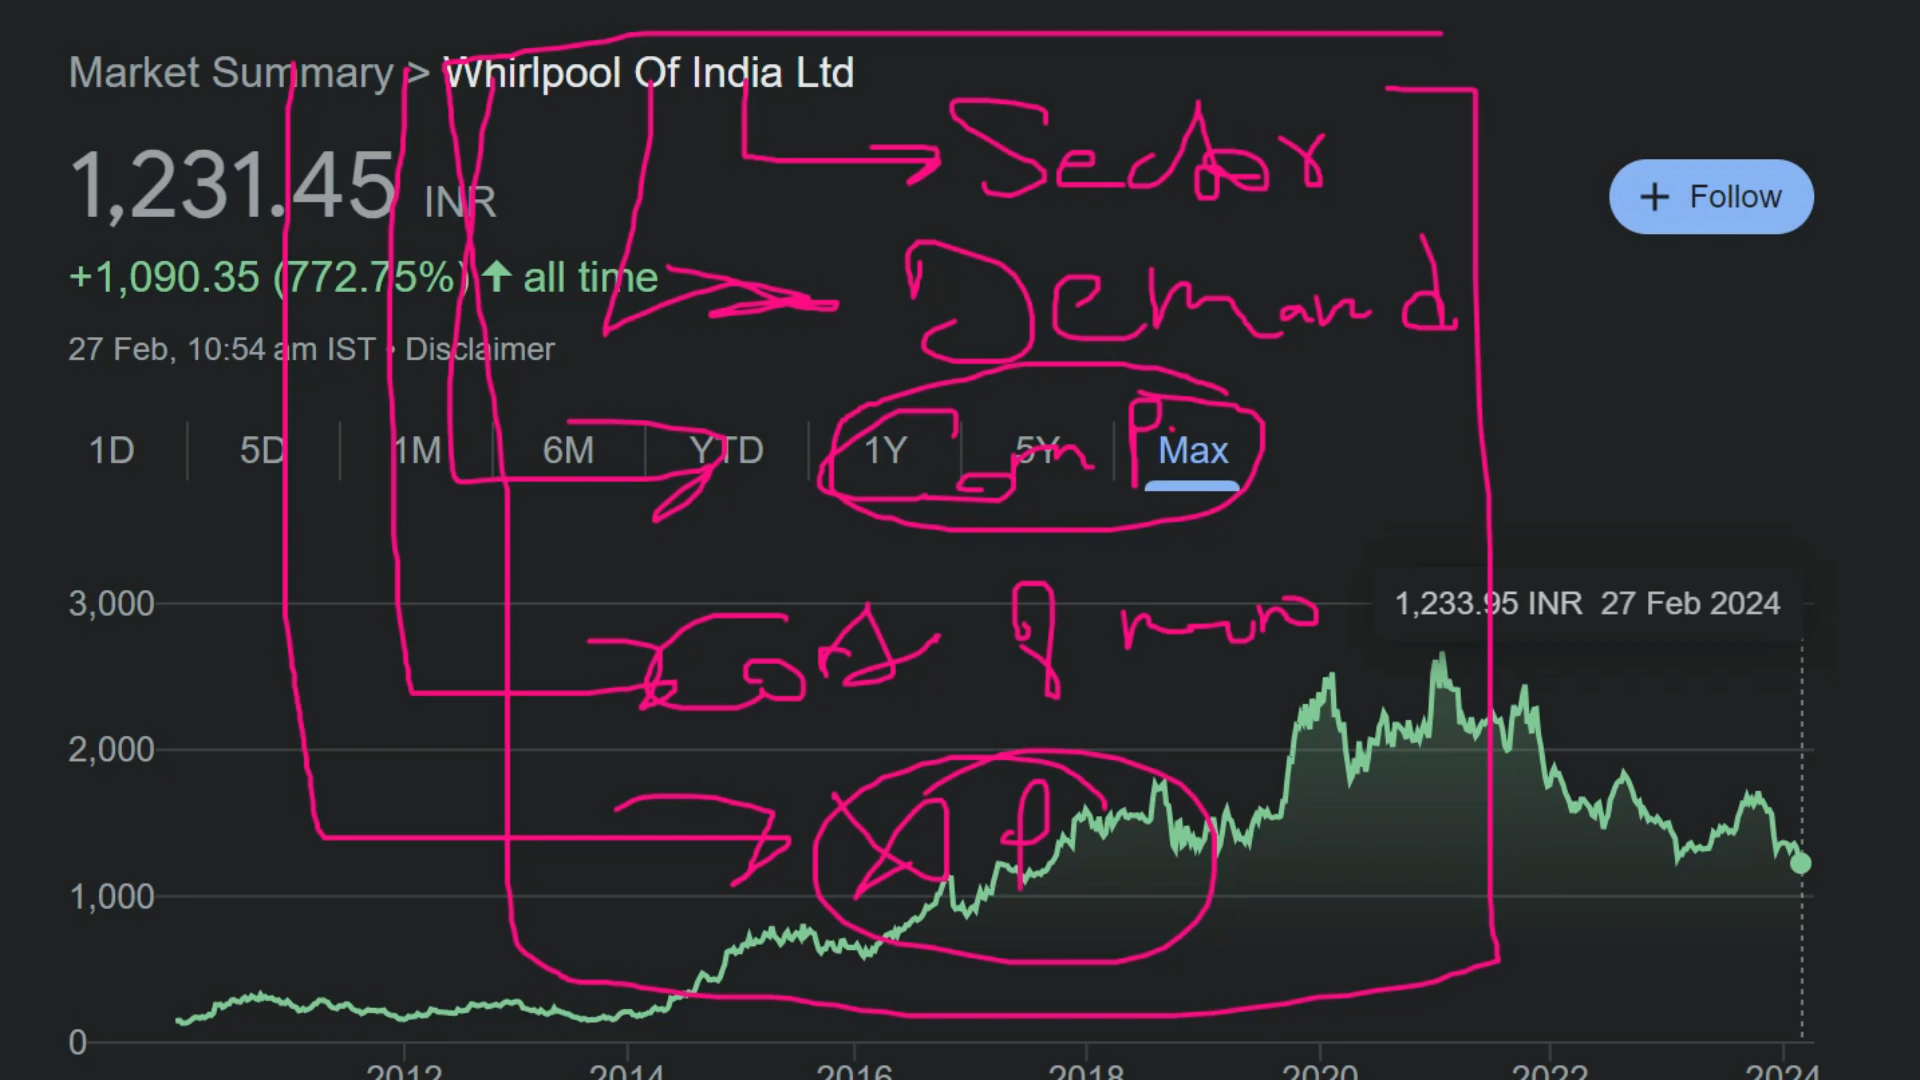 Market Summary > Whirlpool Of India Ltd
1,231.45 INR
+ Follow
+1,090.35 (772.75%) ↑ all time
27 Feb, 10:54 am IST • Disclaimer
Sector
Demand
1D 5D 1M 6M YTD 1Y 5Y Max
Comp.
3,000
1,233.95 INR 27 Feb 2024
Cost
2,000
1,000
0
2012 2014 2016 2018 2020 2022 2024